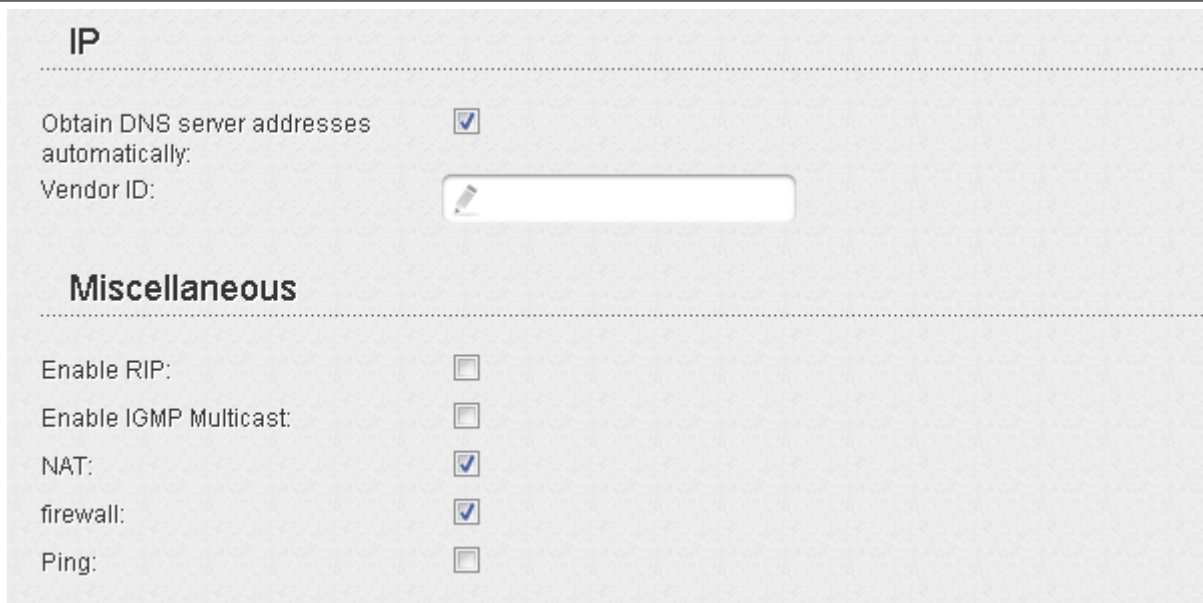 IP
Obtain DNS server addresses
automatically:
Vendor ID:
Miscellaneous
Enable RIP:
Enable IGMP Multicast:
NAT:
firewall:
Ping: